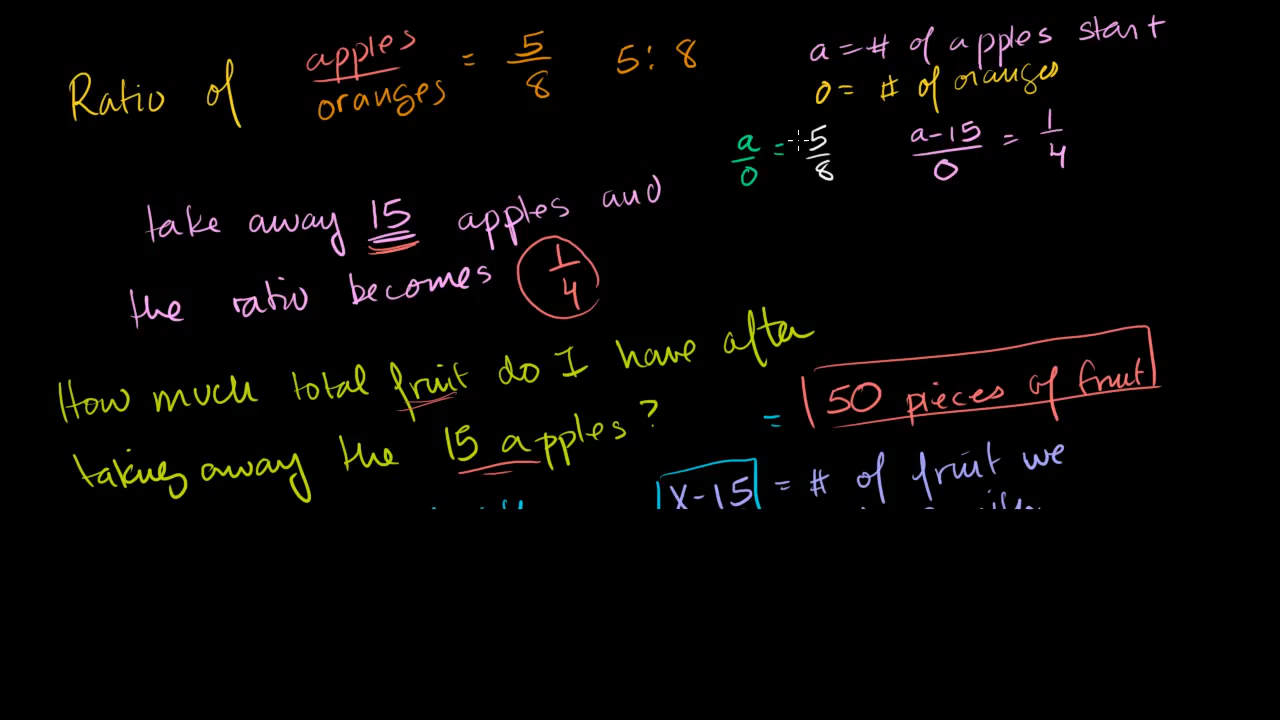 Ratio of apples/oranges = 5/8 5:8
a = # of apples start
o = # of oranges
a/o = 5/8 a-15/o = 1/4
take away 15 apples and
the ratio becomes 1/4
How much total fruit do I have after
taking away the 15 apples?
= 50 pieces of fruit
x-15 = # of fruit we